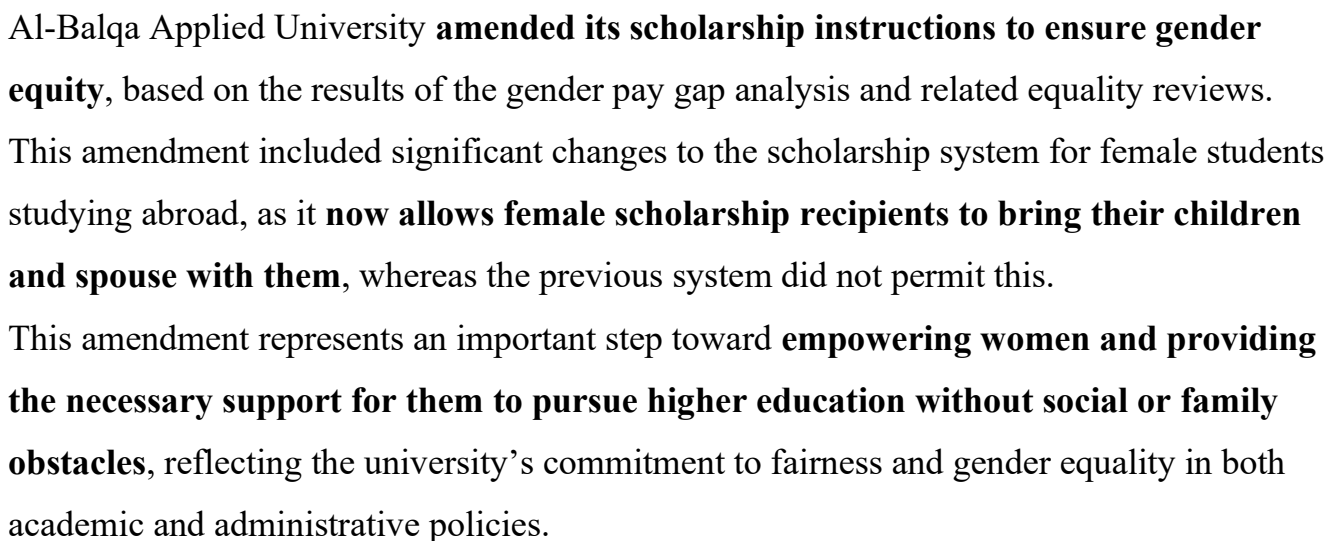 Al-Balqa Applied University amended its scholarship instructions to ensure gender
equity, based on the results of the gender pay gap analysis and related equality reviews.
This amendment included significant changes to the scholarship system for female students
studying abroad, as it now allows female scholarship recipients to bring their children
and spouse with them, whereas the previous system did not permit this.
This amendment represents an important step toward empowering women and providing
the necessary support for them to pursue higher education without social or family
obstacles, reflecting the university’s commitment to fairness and gender equality in both
academic and administrative policies.